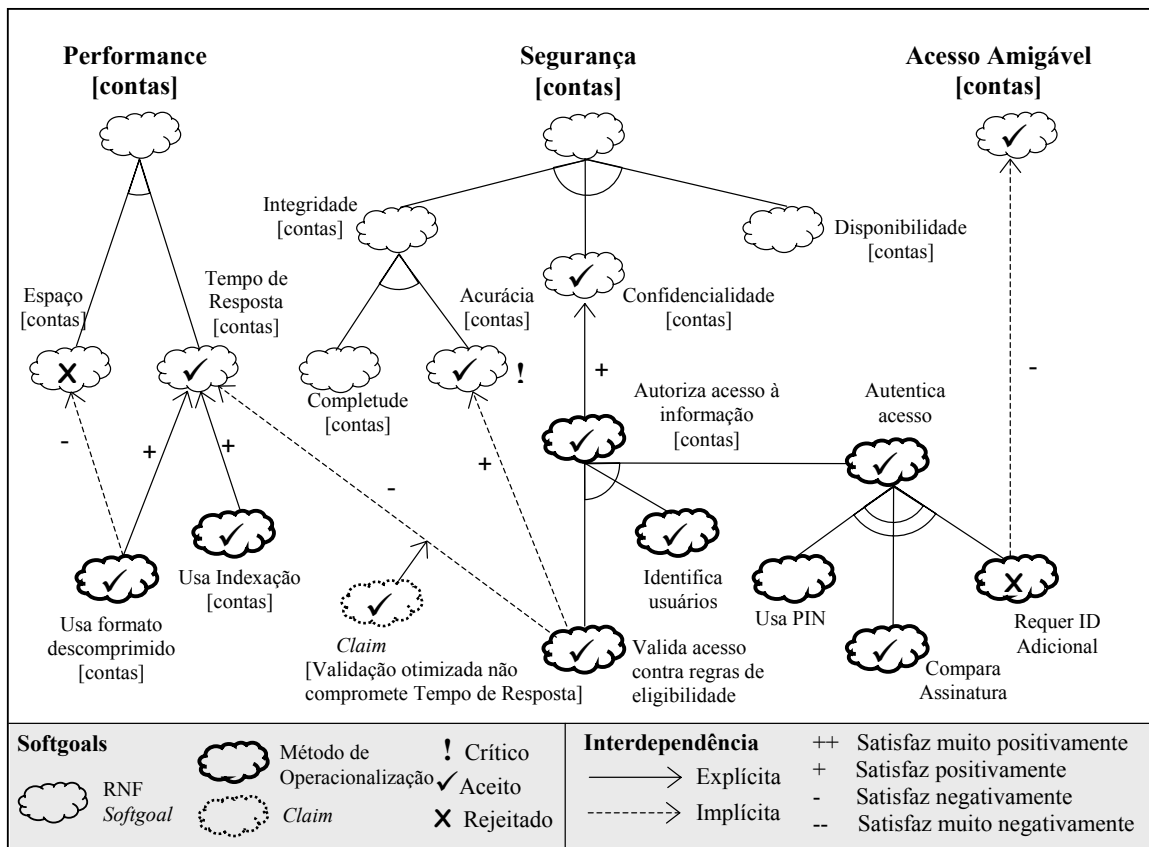 Performance
[contas]
Segurança
[contas]
Acesso Amigável
[contas]
✓
Integridade
[contas]
Disponibilidade
[contas]
Espaço
[contas]
Tempo de
Resposta
[contas]
Acurácia
[contas]
✓
Confidencialidade
[contas]
✗
✓
✓
!
Completude
[contas]
+
-
-
+
+
-
+
Autoriza acesso à
informação
[contas]
✓
Autentica
acesso
✓
✓
Usa Indexação
[contas]
✓
Usa formato
descomprimido
[contas]
✓
Claim
[Validação otimizada não
compromete Tempo de Resposta]
✓
Identifica
usuários
✓
Valida acesso
contra regras de
eligibilidade
Usa PIN
✓
Compara
Assinatura
✗
Requer ID
Adicional
Softgoals
RNF
Softgoal
Método de
Operacionalização
Claim
! Crítico
✓ Aceito
✗ Rejeitado
Interdependência
Explícita
Implícita
++ Satisfaz muito positivamente
+ Satisfaz positivamente
- Satisfaz negativamente
-- Satisfaz muito negativamente